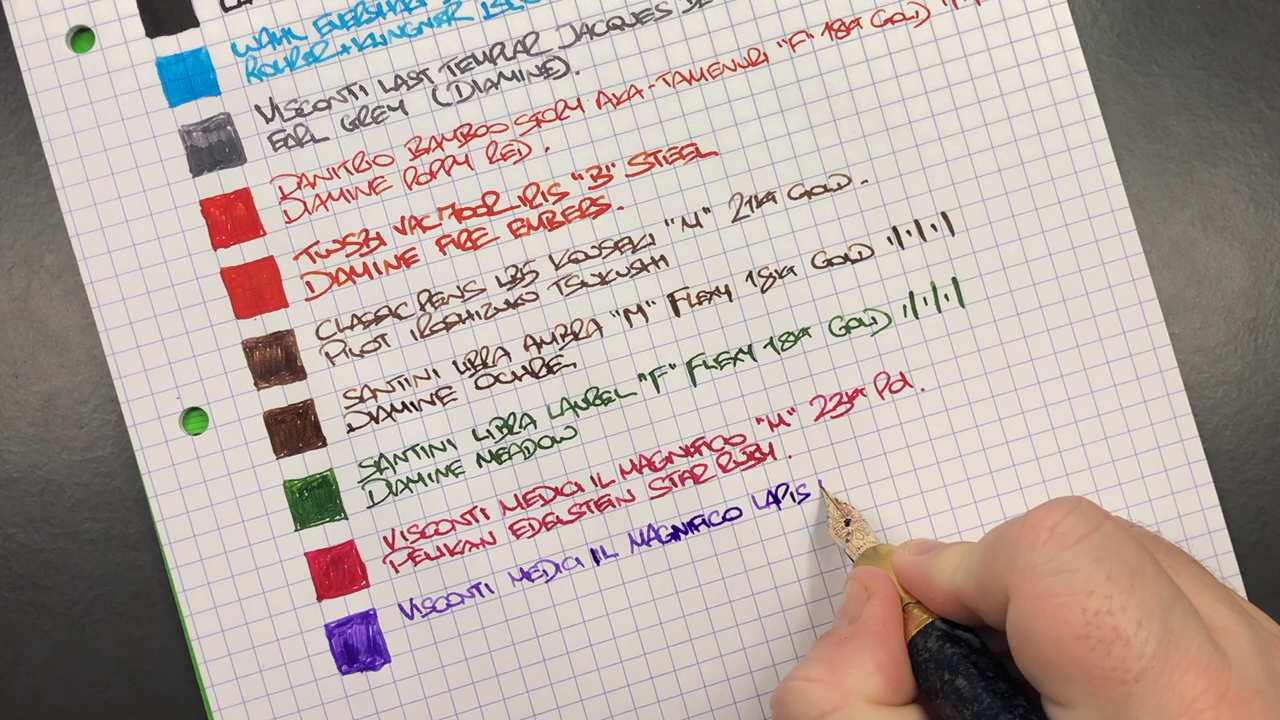 WAHL EVERSHARP
ROHRER+KLINGNER
VISCONTI LAST TEMPLAR JACQUES DE
EARL GREY (DIAMINE).
DANITRIO BAMBOO STORY AKA-TAMENURI "F" 18kt GOLD
DIAMINE POPPY RED.
TWSBI VAC700R IRIS "B" STEEL
DIAMINE FIRE EMBERS.
CLASSIC PENS LB5 "M" 21kt GOLD.
PILOT TSUKUSHI
SANTINI LIBRA AMBRA "M" FLEXY 18kt GOLD
DIAMINE OCHRE
SANTINI LIBRA LAUREL "F" FLEXY 18kt GOLD
DIAMINE MEADOW
VISCONTI MEDICI IL MAGNIFICO "M" 23kt Pd.
PELIKAN EDELSTEIN STAR RUBY.
VISCONTI MEDICI IL MAGNIFICO LAPIS